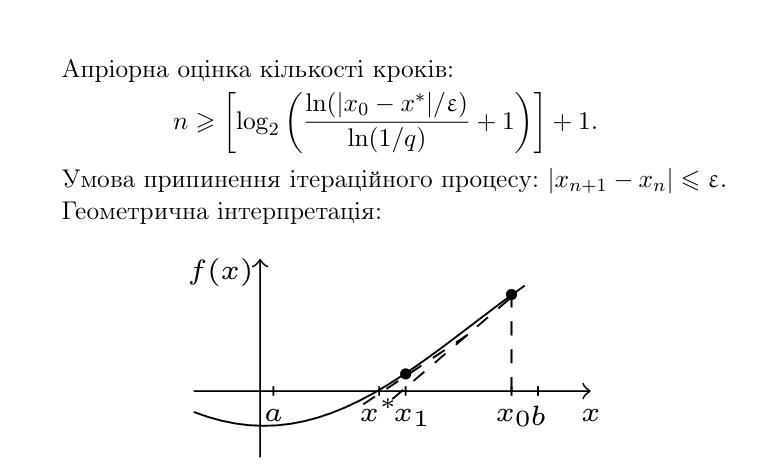 Апріорна оцінка кількості кроків:
n ⩾ [log₂ (ln(|x₀ − x*|/ε) / ln(1/q) + 1)] + 1.
Умова припинення ітераційного процесу: |xₙ₊₁ − xₙ| ⩽ ε.
Геометрична інтерпретація:
f(x)
a x* x₁ x₀ b x